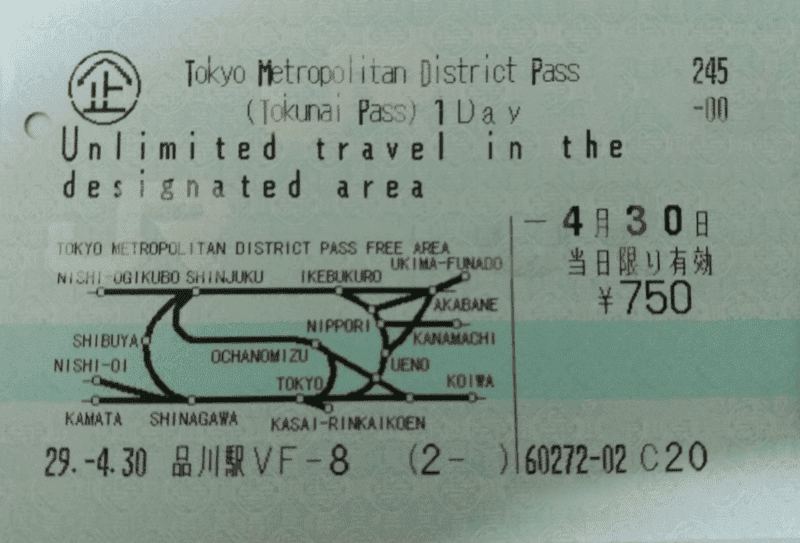 企 Tokyo Metropolitan District Pass 245
(Tokunai Pass) 1 Day -00
Unlimited travel in the
designated area
- 4月30日
当日限り有効
¥750
TOKYO METROPOLITAN DISTRICT PASS FREE AREA
UKIMA-FUNADO
NISHI-OGIKUBO SHINJUKU IKEBUKURO
AKABANE
NIPPORI
KANAMACHI
SHIBUYA
OCHANOMIZU
UENO
NISHI-OI
TOKYO
KOIWA
KAMATA SHINAGAWA KASAI-RINKAIKOEN
29.-4.30 品川駅VF-8 (2- ) 60272-02 C20